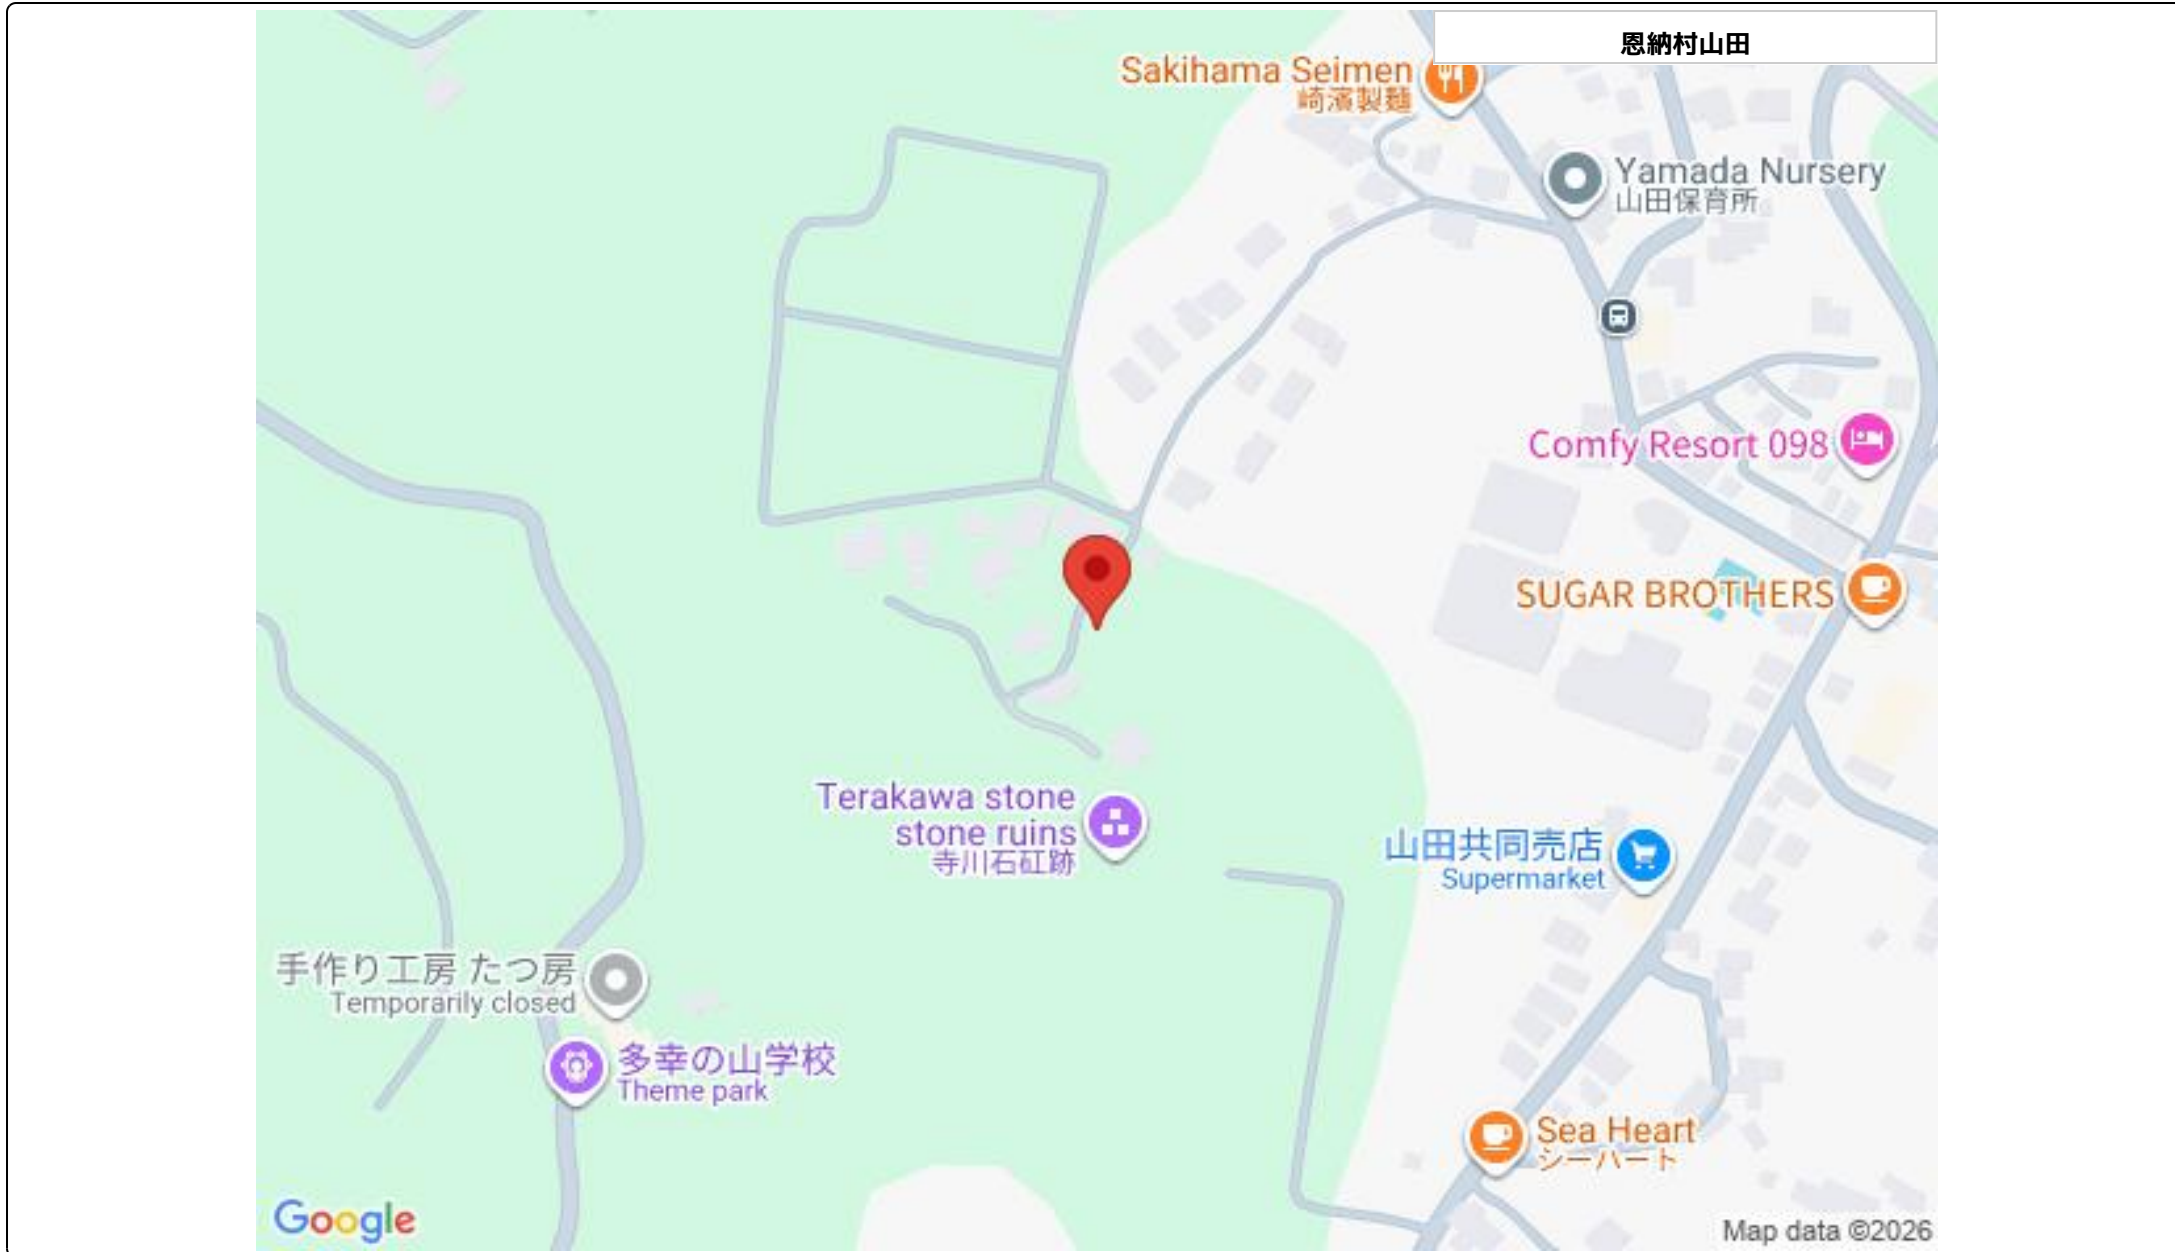 恩納村山田
Sakihama Seimen
崎濱製麺
Yamada Nursery
山田保育所
Comfy Resort 098
SUGAR BROTHERS
Terakawa stone
stone ruins
寺川石矼跡
山田共同売店
Supermarket
手作り工房 たつ房
Temporarily closed
多幸の山学校
Theme park
Sea Heart
シーハート
Google
Map data ©2026